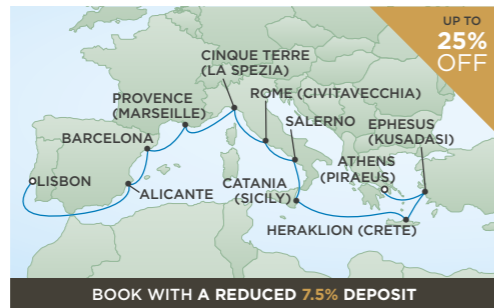 UP TO
25%
OFF
CINQUE TERRE
(LA SPEZIA)
PROVENCE
(MARSEILLE)
ROME (CIVITAVECCHIA)
BARCELONA
SALERNO
EPHESUS
(KUSADASI)
ATHENS
(PIRAEUS)
LISBON
ALICANTE
CATANIA
(SICILY)
HERAKLION (CRETE)
BOOK WITH A REDUCED 7.5% DEPOSIT